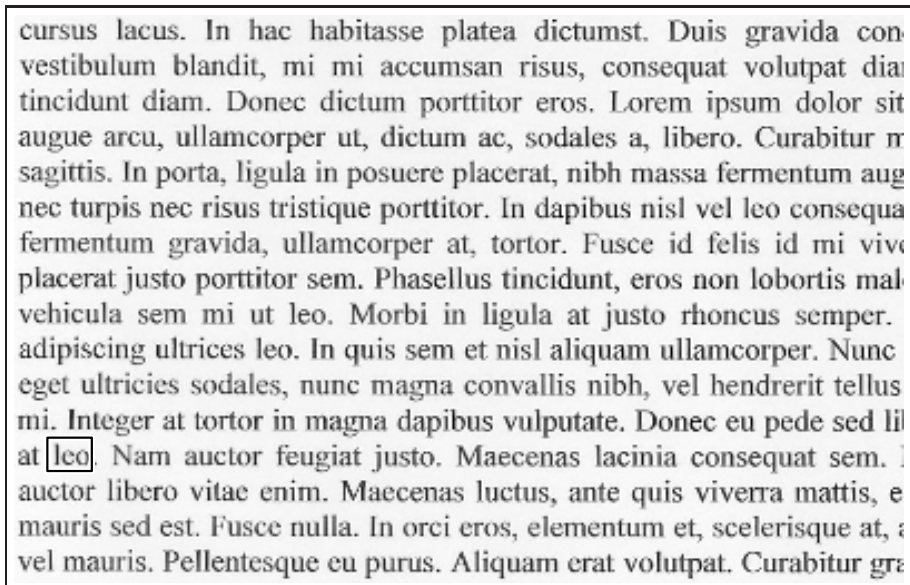 cursus lacus. In hac habitasse platea dictumst. Duis gravida con
vestibulum blandit, mi mi accumsan risus, consequat volutpat dia
tincidunt diam. Donec dictum porttitor eros. Lorem ipsum dolor sit
augue arcu, ullamcorper ut, dictum ac, sodales a, libero. Curabitur m
sagittis. In porta, ligula in posuere placerat, nibh massa fermentum aug
nec turpis nec risus tristique porttitor. In dapibus nisl vel leo consequa
fermentum gravida, ullamcorper at, tortor. Fusce id felis id mi vive
placerat justo porttitor sem. Phasellus tincidunt, eros non lobortis mal
vehicula sem mi ut leo. Morbi in ligula at justo rhoncus semper.
adipiscing ultrices leo. In quis sem et nisl aliquam ullamcorper. Nunc
eget ultricies sodales, nunc magna convallis nibh, vel hendrerit tellus
mi. Integer at tortor in magna dapibus vulputate. Donec eu pede sed li
at leo. Nam auctor feugiat justo. Maecenas lacinia consequat sem.
auctor libero vitae enim. Maecenas luctus, ante quis viverra mattis, e
mauris sed est. Fusce nulla. In orci eros, elementum et, scelerisque at, a
vel mauris. Pellentesque eu purus. Aliquam erat volutpat. Curabitur gra